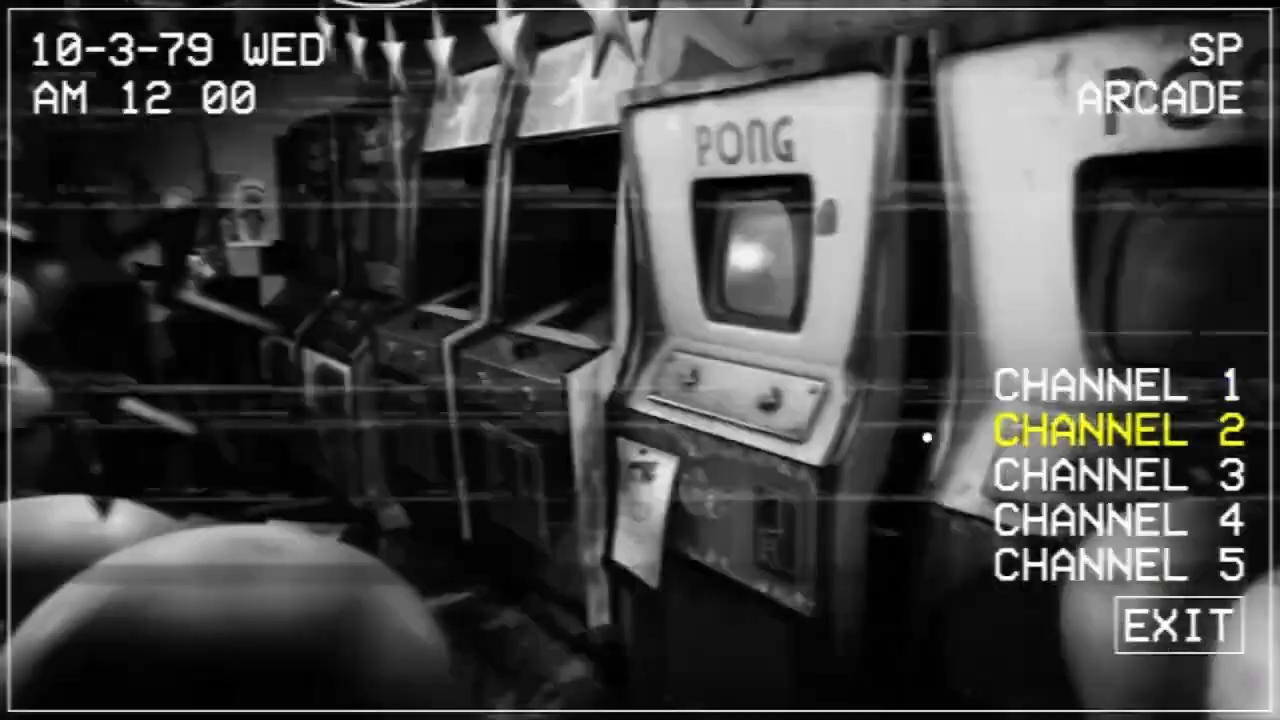 10-3-79 WED
AM 12 00
SP
ARCADE
PONG
CHANNEL 1
CHANNEL 2
CHANNEL 3
CHANNEL 4
CHANNEL 5
EXIT